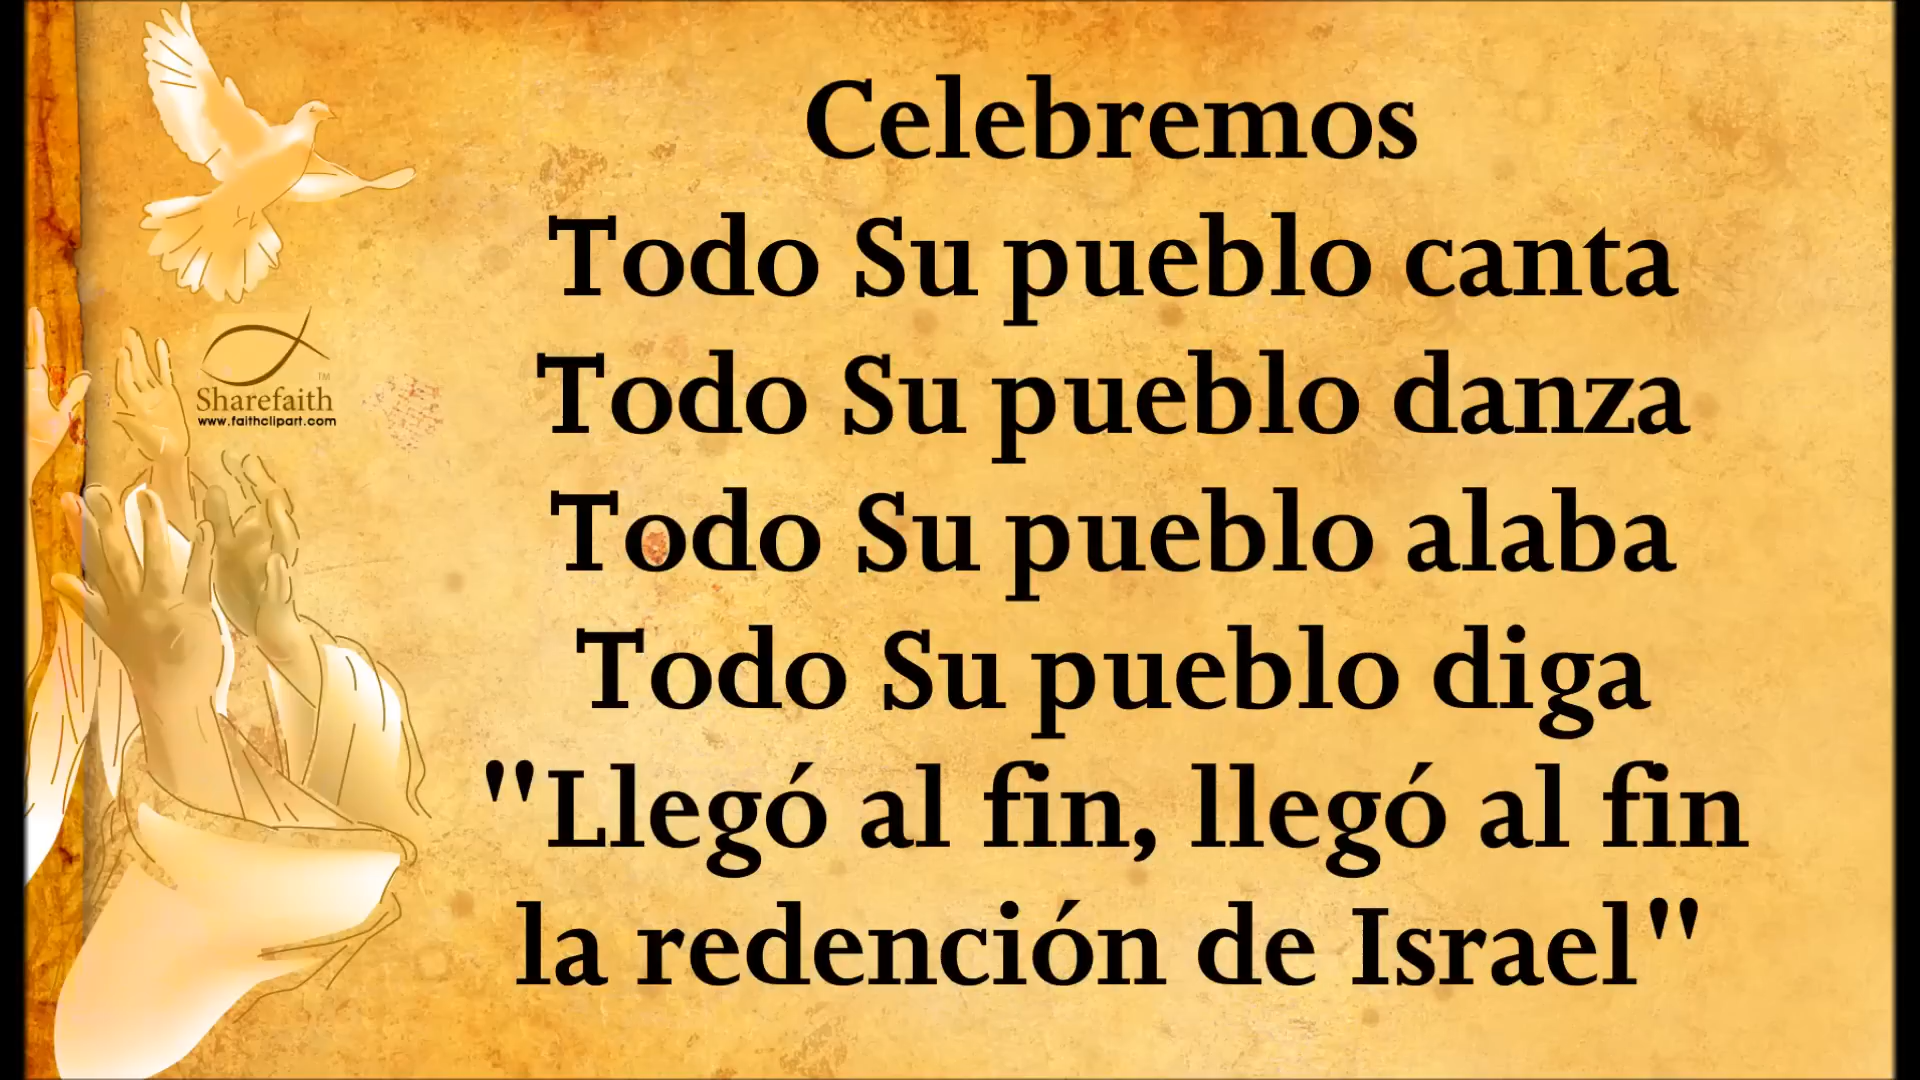 Celebremos
Todo Su pueblo canta
Todo Su pueblo danza
Todo Su pueblo alaba
Todo Su pueblo diga
"Llegó al fin, llegó al fin
la redención de Israel"
Sharefaith™
www.faithclipart.com